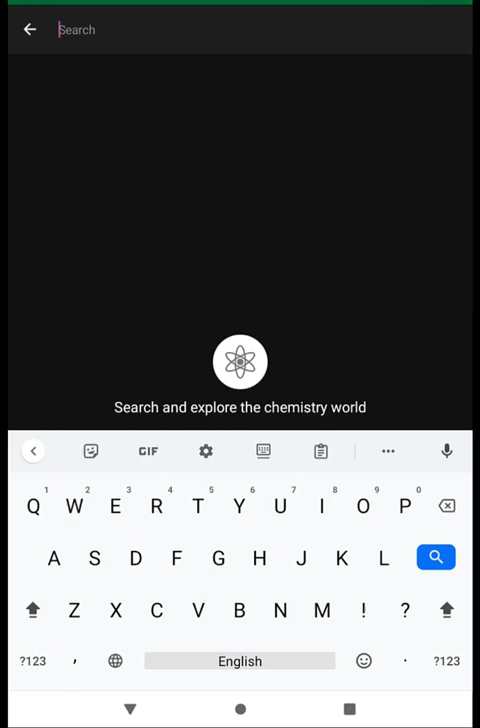 Search
Search and explore the chemistry world
GIF
1 2 3 4 5 6 7 8 9 0
Q W E R T Y U I O P
A S D F G H J K L
Z X C V B N M ! ?
?123 , English . ?123